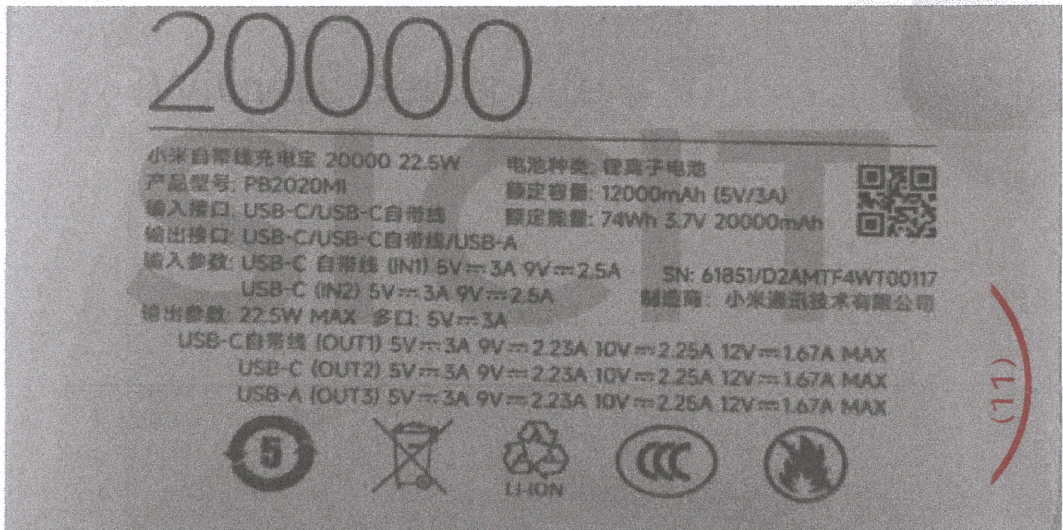 20000
小米自带线充电宝 20000 22.5W
产品型号: PB2020MI
输入接口: USB-C/USB-C自带线
输出接口: USB-C/USB-C自带线/USB-A
输入参数: USB-C 自带线 (IN1) 5V⎓3A 9V⎓2.5A
USB-C (IN2) 5V⎓3A 9V⎓2.5A
输出参数: 22.5W MAX 多口: 5V⎓3A
USB-C自带线 (OUT1) 5V⎓3A 9V⎓2.23A 10V⎓2.25A 12V⎓1.67A MAX
USB-C (OUT2) 5V⎓3A 9V⎓2.23A 10V⎓2.25A 12V⎓1.67A MAX
USB-A (OUT3) 5V⎓3A 9V⎓2.23A 10V⎓2.25A 12V⎓1.67A MAX
电池种类: 锂离子电池
额定容量: 12000mAh (5V/3A)
额定能量: 74Wh 3.7V 20000mAh
SN: 61851/D2AMTF4WT00117
制造商: 小米通讯技术有限公司
5
LI-ION
CCC
(11)